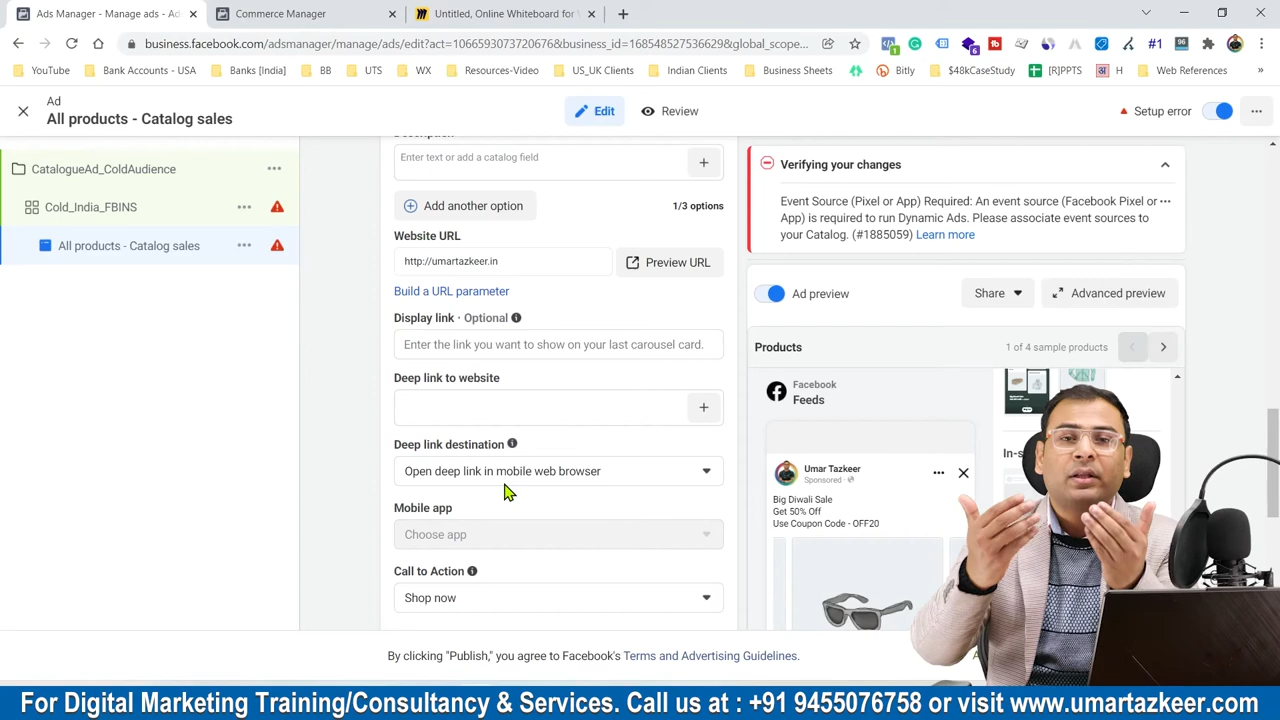 Ads Manager - Manage ads - Ad
Commerce Manager
Untitled, Online Whiteboard for
business.facebook.com/adsmanager/manage/ads/edit?act=1066130713720676&business_id=1685485275366298&global_scope...
YouTube
Bank Accounts - USA
Banks [India]
BB
UTS
WX
Resources-Video
US_UK Clients
Indian Clients
Business Sheets
Bitly
$48kCaseStudy
[R]PPTS
H
Web References
»
Ad
All products - Catalog sales
Edit
Review
Setup error
CatalogueAd_ColdAudience
Cold_India_FBINS
All products - Catalog sales
Description
Enter text or add a catalog field
Add another option
1/3 options
Website URL
http://umartazkeer.in
Preview URL
Build a URL parameter
Display link · Optional
Enter the link you want to show on your last carousel card.
Deep link to website
Deep link destination
Open deep link in mobile web browser
Mobile app
Choose app
Call to Action
Shop now
Verifying your changes
Event Source (Pixel or App) Required: An event source (Facebook Pixel or
App) is required to run Dynamic Ads. Please associate event sources to
your Catalog. (#1885059) Learn more
Ad preview
Share
Advanced preview
Products
1 of 4 sample products
Facebook
Feeds
Umar Tazkeer
Sponsored ·
Big Diwali Sale
Get 50% Off
Use Coupon Code - OFF20
By clicking "Publish," you agree to Facebook's Terms and Advertising Guidelines.
For Digital Marketing Training/Consultancy & Services. Call us at : +91 9455076758 or visit www.umartazkeer.com